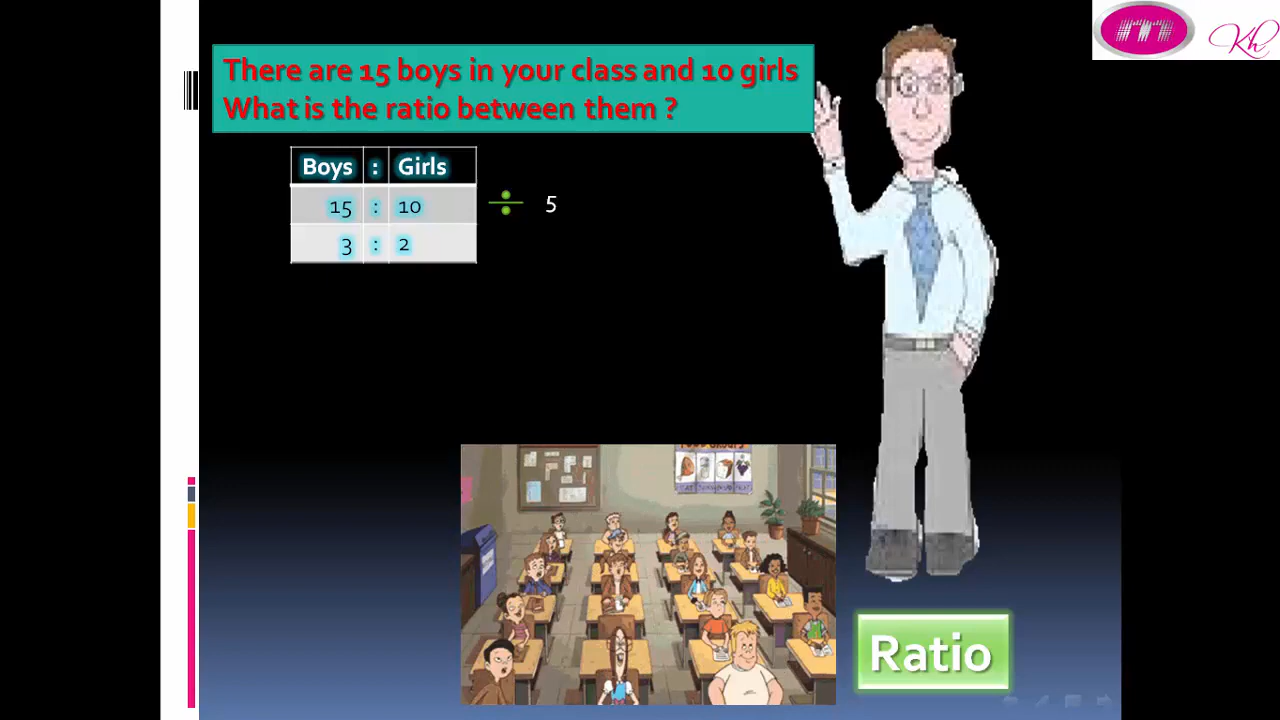 There are 15 boys in your class and 10 girls
What is the ratio between them ?
Boys : Girls
15 : 10 ÷ 5
3 : 2
Ratio
m
Kh